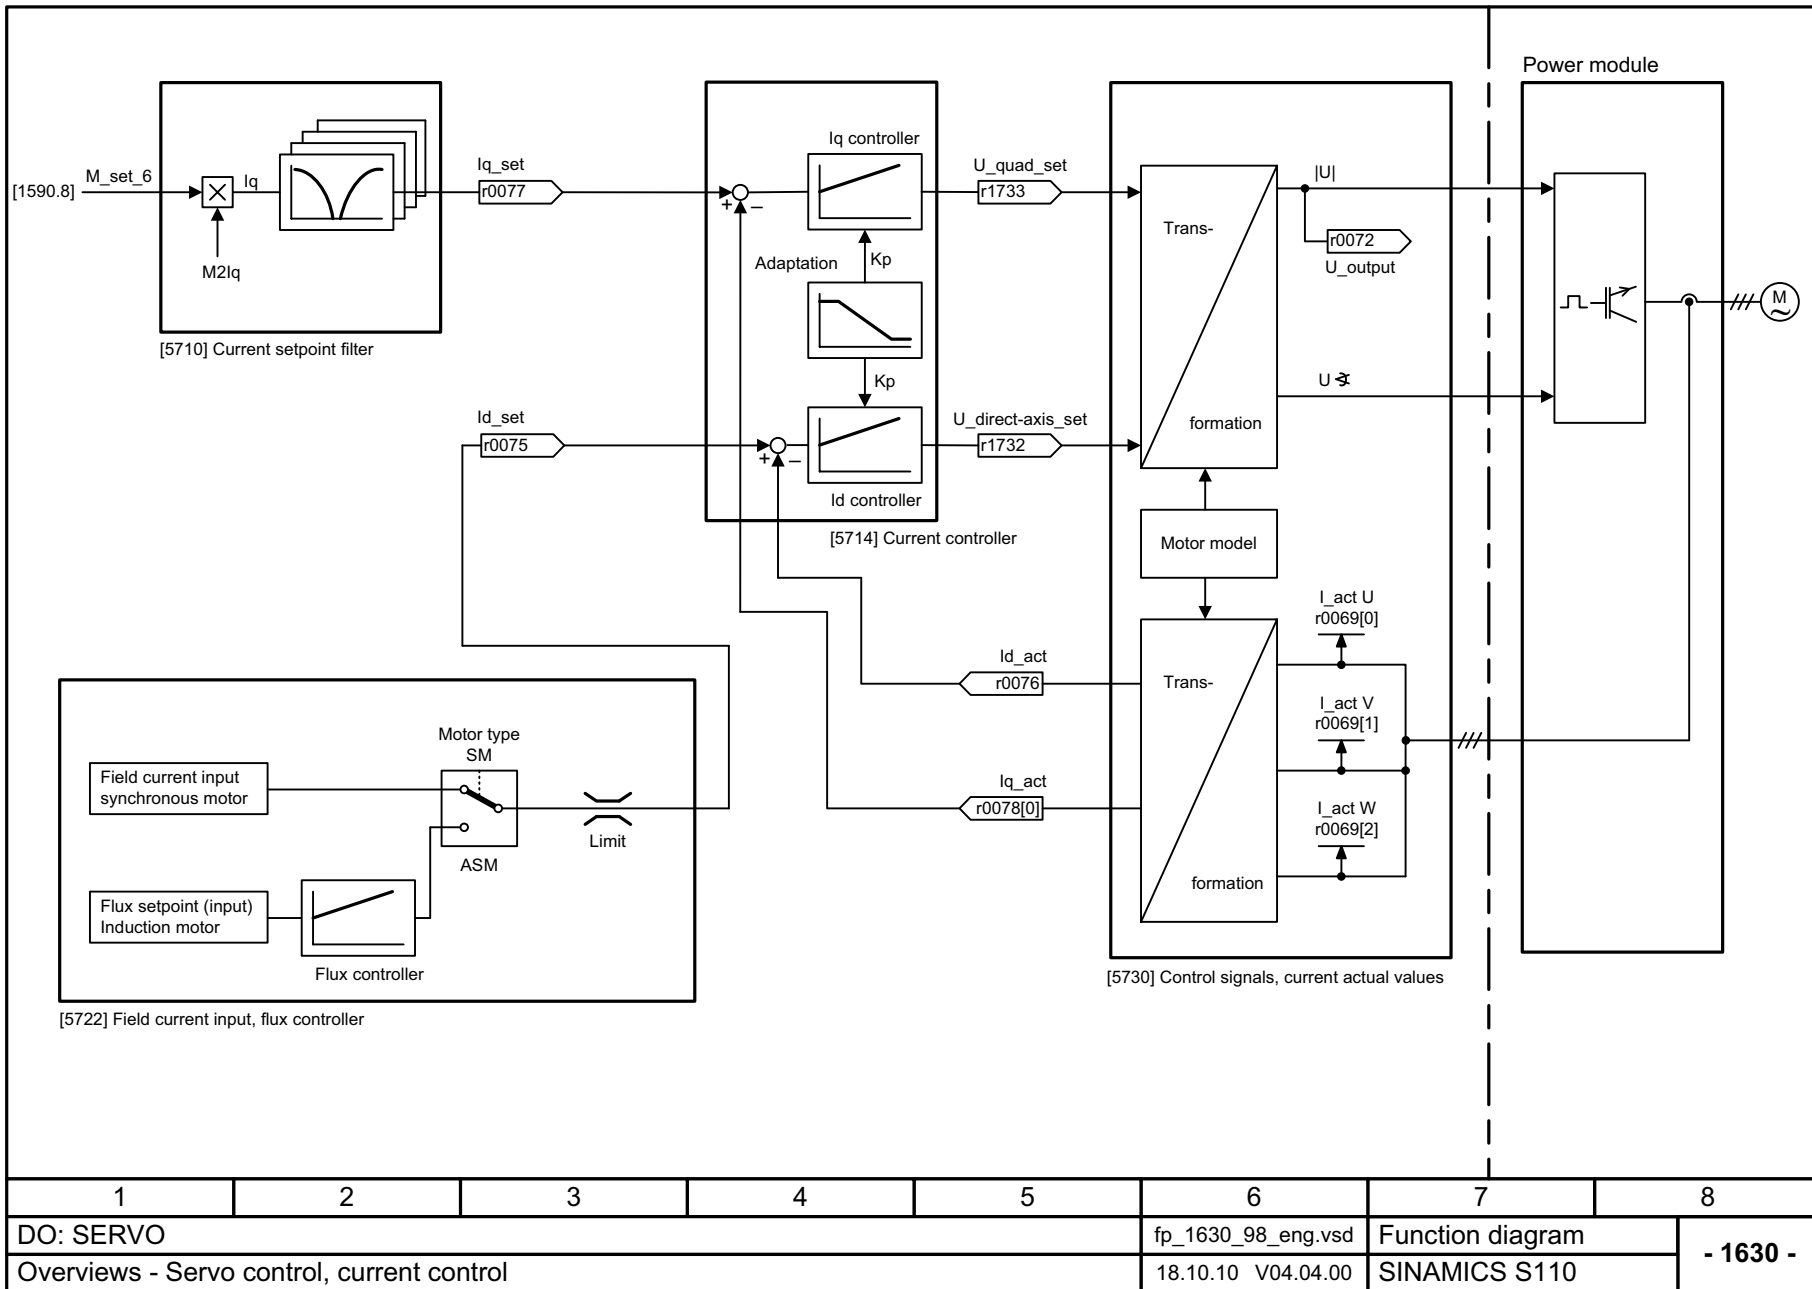 Power module
Iq controller
[1590.8]
M_set_6
Iq
M2Iq
Iq_set
r0077
+
–
U_quad_set
r1733
Trans-
|U|
r0072
U_output
M
~
[5710] Current setpoint filter
Adaptation
Kp
Kp
Id_set
r0075
+
–
U_direct-axis_set
r1732
formation
U ∢
Id controller
[5714] Current controller
Motor model
I_act U
r0069[0]
Id_act
r0076
Trans-
I_act V
r0069[1]
Iq_act
r0078[0]
I_act W
r0069[2]
formation
Motor type
SM
Field current input
synchronous motor
Limit
ASM
Flux setpoint (input)
Induction motor
Flux controller
[5730] Control signals, current actual values
[5722] Field current input, flux controller
1 2 3 4 5 6 7 8
DO: SERVO
fp_1630_98_eng.vsd
Function diagram
- 1630 -
Overviews - Servo control, current control
18.10.10 V04.04.00
SINAMICS S110